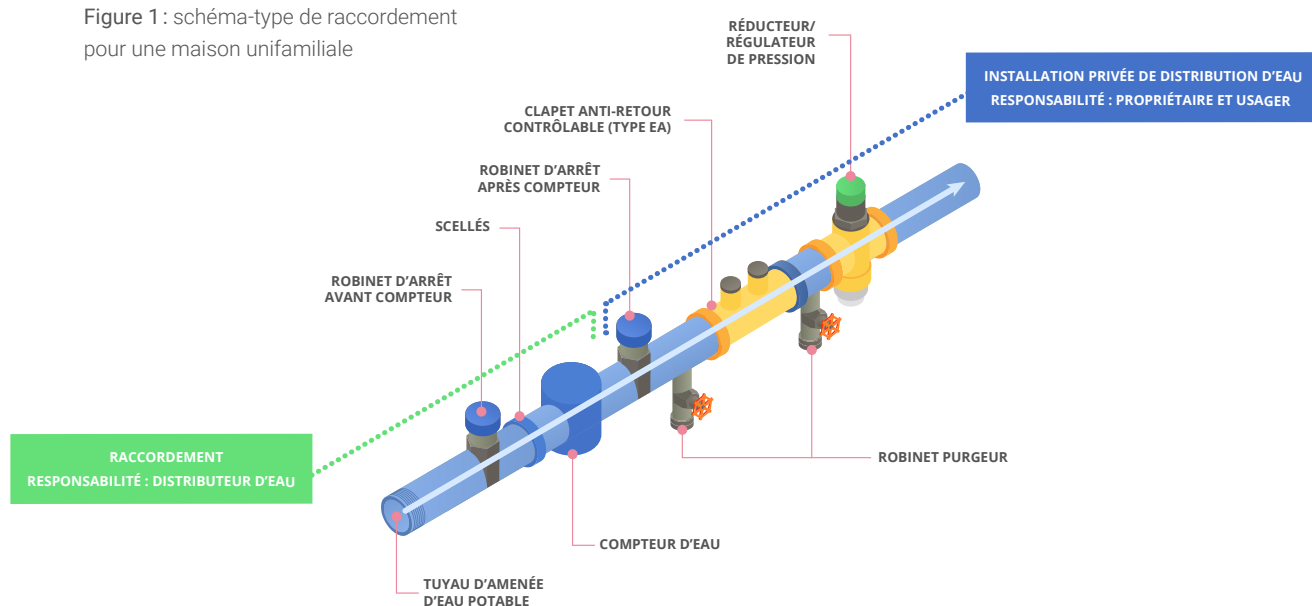 Figure 1 : schéma-type de raccordement
pour une maison unifamiliale
RÉDUCTEUR/
RÉGULATEUR
DE PRESSION
INSTALLATION PRIVÉE DE DISTRIBUTION D'EAU
RESPONSABILITÉ : PROPRIÉTAIRE ET USAGER
CLAPET ANTI-RETOUR
CONTRÔLABLE (TYPE EA)
ROBINET D'ARRÊT
APRÈS COMPTEUR
SCELLÉS
ROBINET D'ARRÊT
AVANT COMPTEUR
RACCORDEMENT
RESPONSABILITÉ : DISTRIBUTEUR D'EAU
ROBINET PURGEUR
COMPTEUR D'EAU
TUYAU D'AMENÉE
D'EAU POTABLE